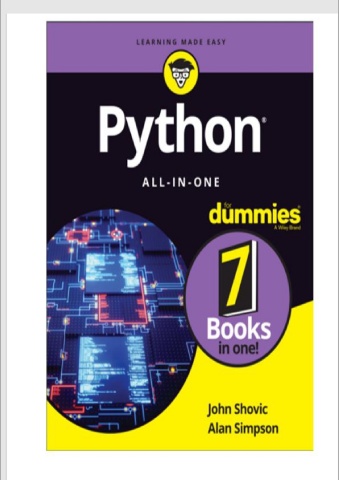 LEARNING MADE EASY
Python®
ALL-IN-ONE
for
dummies®
A Wiley Brand
7
Books
in one!
John Shovic
Alan Simpson